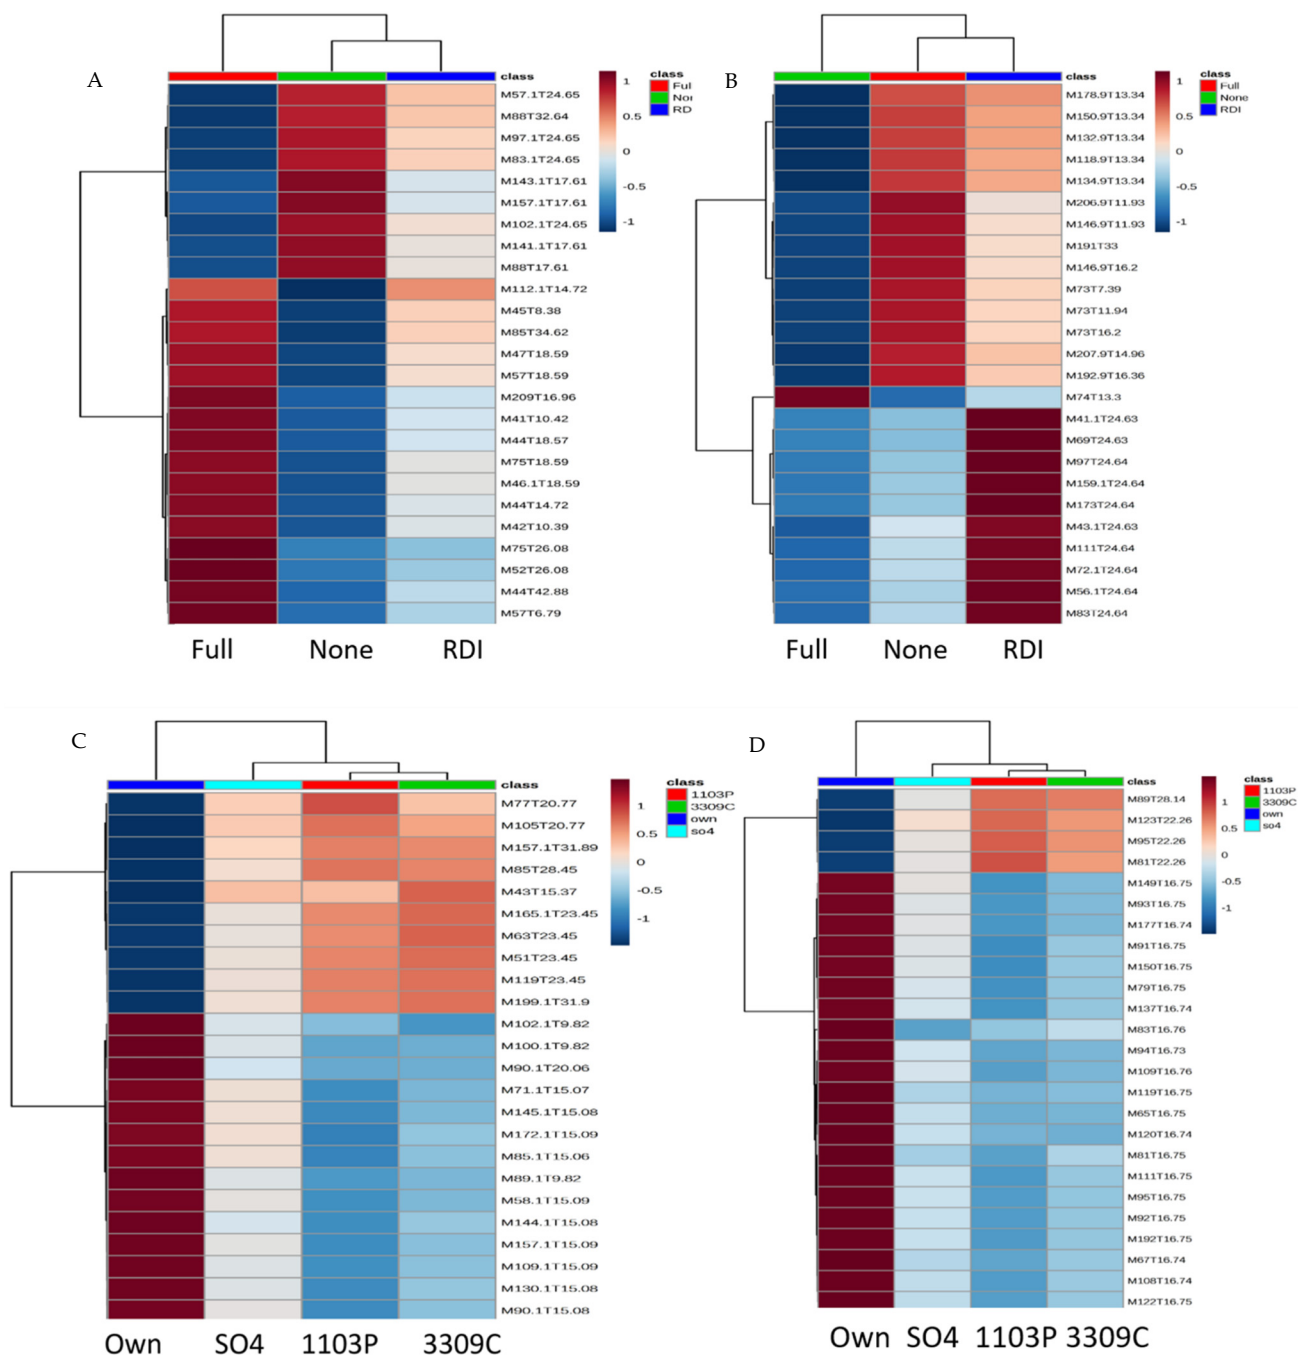 A
class
M57.1T24.65
M88T32.64
M97.1T24.65
M83.1T24.65
M143.1T17.61
M157.1T17.61
M102.1T24.65
M141.1T17.61
M88T17.61
M112.1T14.72
M45T8.38
M85T34.62
M47T18.59
M57T18.59
M209T16.96
M41T10.42
M44T18.57
M75T18.59
M46.1T18.59
M44T14.72
M42T10.39
M75T26.08
M52T26.08
M44T42.88
M57T6.79
1
0.5
0
-0.5
-1
class
Ful
Nor
RD
Full None RDI
B
class
M178.9T13.34
M150.9T13.34
M132.9T13.34
M118.9T13.34
M134.9T13.34
M206.9T11.93
M146.9T11.93
M191T33
M146.9T16.2
M73T7.39
M73T11.94
M73T16.2
M207.9T14.96
M192.9T16.36
M74T13.3
M41.1T24.63
M69T24.63
M97T24.64
M159.1T24.64
M173T24.64
M43.1T24.63
M111T24.64
M72.1T24.64
M56.1T24.64
M83T24.64
1
0.5
0
-0.5
-1
class
Full
None
RDI
Full None RDI
C
class
M77T20.77
M105T20.77
M157.1T31.89
M85T28.45
M43T15.37
M165.1T23.45
M63T23.45
M51T23.45
M119T23.45
M199.1T31.9
M102.1T9.82
M100.1T9.82
M90.1T20.06
M71.1T15.07
M145.1T15.08
M172.1T15.09
M85.1T15.06
M89.1T9.82
M58.1T15.09
M144.1T15.08
M157.1T15.09
M109.1T15.09
M130.1T15.08
M90.1T15.08
1
0.5
0
-0.5
-1
class
1103P
3309C
own
so4
Own SO4 1103P 3309C
D
class
M89T28.14
M123T22.26
M95T22.26
M81T22.26
M149T16.75
M93T16.75
M177T16.74
M91T16.75
M150T16.75
M79T16.75
M137T16.74
M83T16.76
M94T16.73
M109T16.76
M119T16.75
M65T16.75
M120T16.74
M81T16.75
M111T16.75
M95T16.75
M92T16.75
M192T16.75
M67T16.74
M108T16.74
M122T16.75
1
0.5
0
-0.5
-1
class
1103P
3309C
own
so4
Own SO4 1103P 3309C